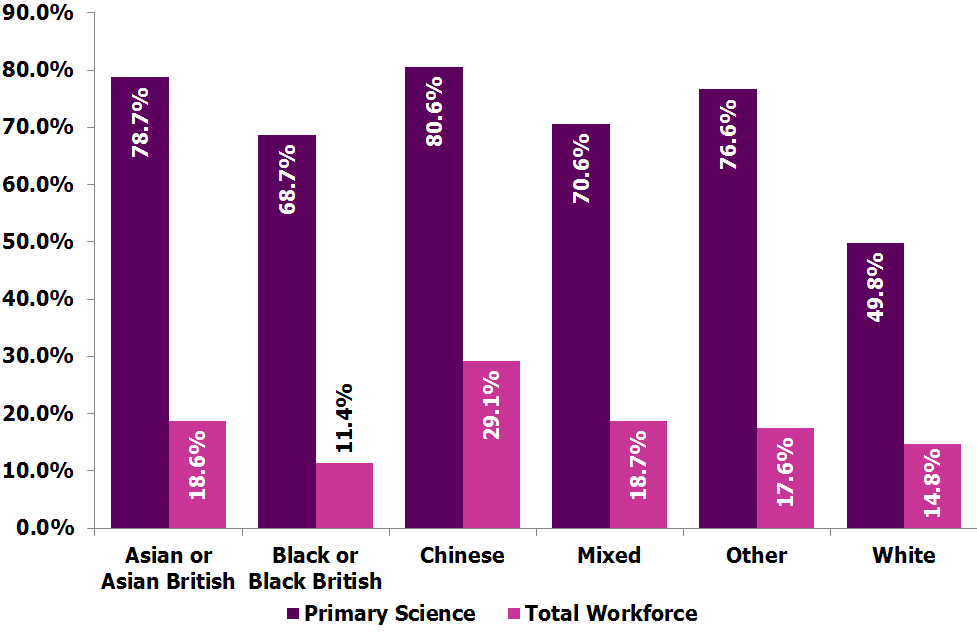 90.0%
80.0%
70.0%
60.0%
50.0%
40.0%
30.0%
20.0%
10.0%
0.0%
78.7%
18.6%
68.7%
11.4%
80.6%
29.1%
70.6%
18.7%
76.6%
17.6%
49.8%
14.8%
Asian or
Asian British
Black or
Black British
Chinese
Mixed
Other
White
Primary Science
Total Workforce